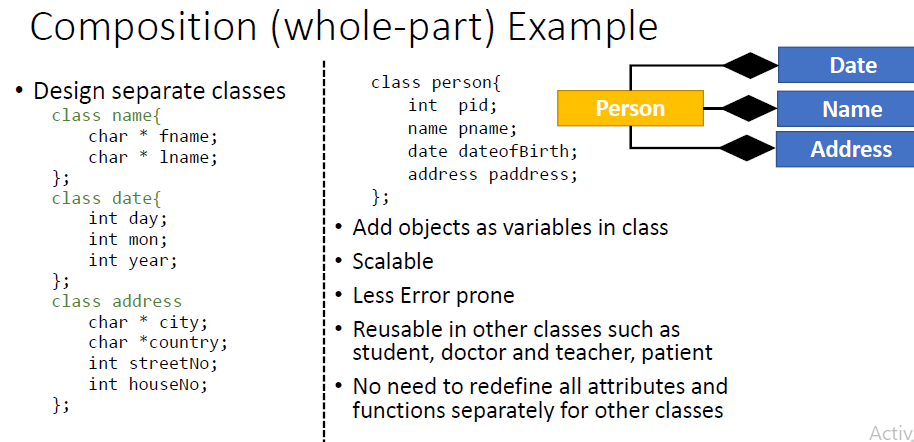 Composition (whole-part) Example
• Design separate classes
class name{
char * fname;
char * lname;
};
class date{
int day;
int mon;
int year;
};
class address
char * city;
char *country;
int streetNo;
int houseNo;
};
class person{
int pid;
name pname;
date dateofBirth;
address paddress;
};
Person
Date
Name
Address
• Add objects as variables in class
• Scalable
• Less Error prone
• Reusable in other classes such as
student, doctor and teacher, patient
• No need to redefine all attributes and
functions separately for other classes
Activ